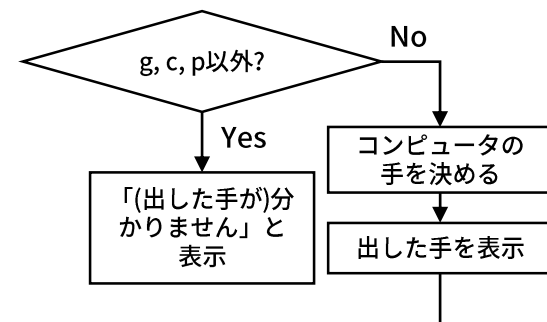 g, c, p以外?
No
Yes
コンピュータの
手を決める
「(出した手が)分
かりません」と
表示
出した手を表示